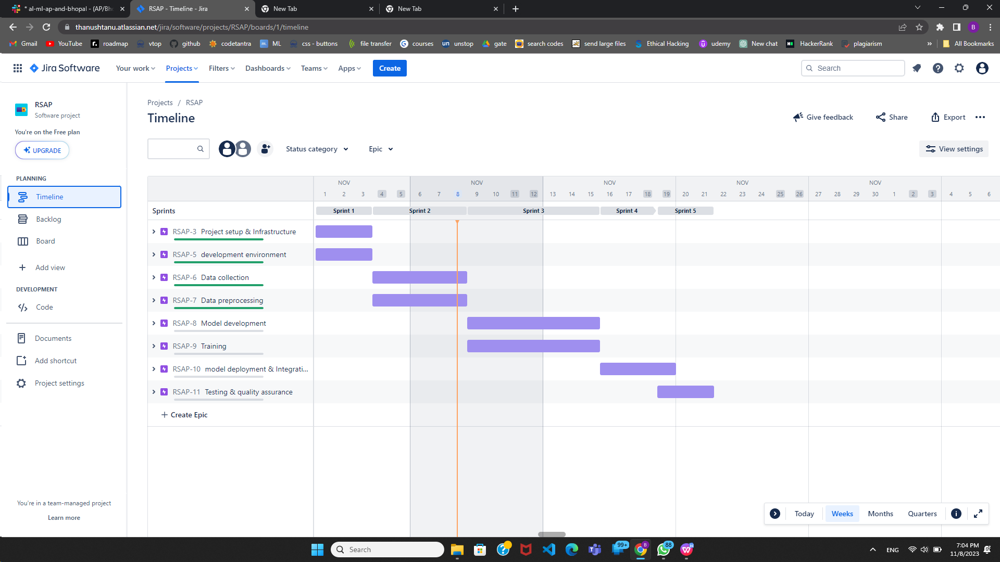 * al-ml-ap-and-bhopal - (AP/Bho
RSAP - Timeline - Jira
New Tab
New Tab
thanushtanu.atlassian.net/jira/software/projects/RSAP/boards/1/timeline
B
Gmail
YouTube
roadmap
vtop
github
codetantra
ML
css - buttons
file transfer
courses
unstop
gate
search codes
send large files
Ethical Hacking
udemy
New chat
HackerRank
plagiarism
»
All Bookmarks
Jira Software
Your work
Projects
Filters
Dashboards
Teams
Apps
Create
Search
RSAP
Software project
You're on the Free plan
UPGRADE
PLANNING
Timeline
Backlog
Board
Add view
DEVELOPMENT
Code
Documents
Add shortcut
Project settings
You're in a team-managed project
Learn more
Projects / RSAP
Timeline
Give feedback
Share
Export
Status category
Epic
View settings
NOV NOV NOV NOV NOV
1 2 3 4 5 6 7 8 9 10 11 12 13 14 15 16 17 18 19 20 21 22 23 24 25 26 27 28 29 30 1 2 3 4 5 6
Sprints
Sprint 1 Sprint 2 Sprint 3 Sprint 4 Sprint 5
RSAP-3 Project setup & Infrastructure
RSAP-5 development environment
RSAP-6 Data collection
RSAP-7 Data preprocessing
RSAP-8 Model development
RSAP-9 Training
RSAP-10 model deployment & Integrati...
RSAP-11 Testing & quality assurance
+ Create Epic
Today
Weeks
Months
Quarters
Search
99+
B
88
ENG
7:04 PM
11/8/2023